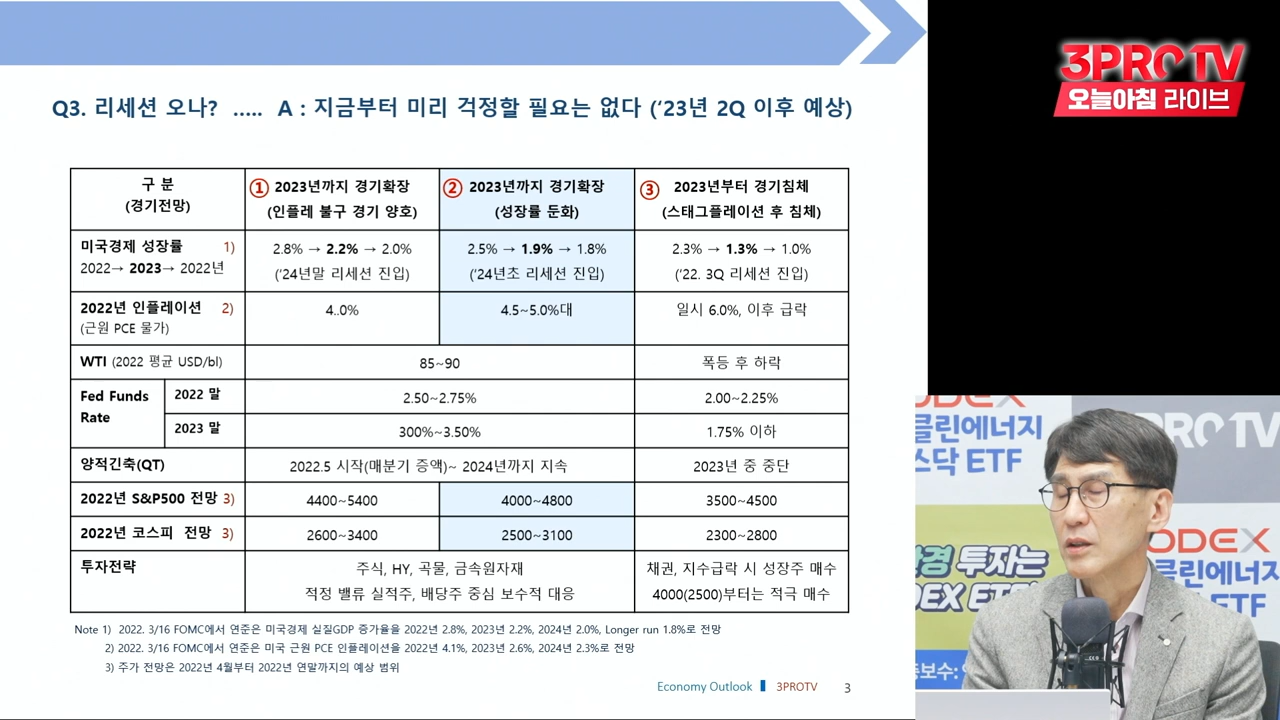 3PRO TV
오늘아침 라이브
Q3. 리세션 오나? ..... A : 지금부터 미리 걱정할 필요는 없다 (‘23년 2Q 이후 예상)
구 분
(경기전망)
① 2023년까지 경기확장
(인플레 불구 경기 양호)
② 2023년까지 경기확장
(성장률 둔화)
③ 2023년부터 경기침체
(스태그플레이션 후 침체)
미국경제 성장률 1)
2022→ 2023→ 2022년
2.8% → 2.2% → 2.0%
(‘24년말 리세션 진입)
2.5% → 1.9% → 1.8%
(‘24년초 리세션 진입)
2.3% → 1.3% → 1.0%
(‘22. 3Q 리세션 진입)
2022년 인플레이션 2)
(근원 PCE 물가)
4..0%
4.5~5.0%대
일시 6.0%, 이후 급락
WTI (2022 평균 USD/bl)
85~90
폭등 후 하락
Fed Funds
Rate
2022 말
2.50~2.75%
2.00~2.25%
2023 말
300%~3.50%
1.75% 이하
양적긴축(QT)
2022.5 시작(매분기 증액)~ 2024년까지 지속
2023년 중 중단
2022년 S&P500 전망 3)
4400~5400
4000~4800
3500~4500
2022년 코스피 전망 3)
2600~3400
2500~3100
2300~2800
투자전략
주식, HY, 곡물, 금속원자재
적정 밸류 실적주, 배당주 중심 보수적 대응
채권, 지수급락 시 성장주 매수
4000(2500)부터는 적극 매수
Note 1) 2022. 3/16 FOMC에서 연준은 미국경제 실질GDP 증가율을 2022년 2.8%, 2023년 2.2%, 2024년 2.0%, Longer run 1.8%로 전망
2) 2022. 3/16 FOMC에서 연준은 미국 근원 PCE 인플레이션을 2022년 4.1%, 2023년 2.6%, 2024년 2.3%로 전망
3) 주가 전망은 2022년 4월부터 2022년 연말까지의 예상 범위
Economy Outlook 3PROTV 3
클린에너지
스닥 ETF
PRO TV
투자는
ODEX
클린에너지
ETF